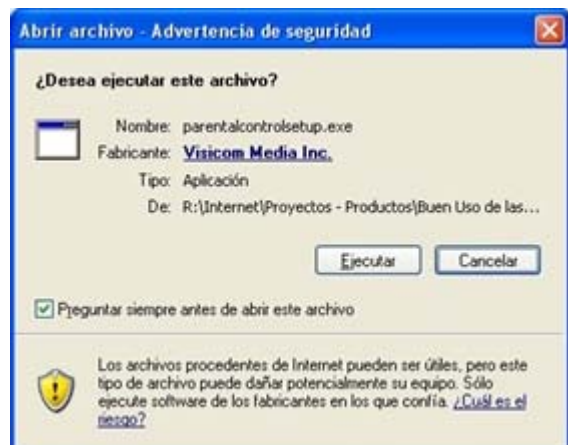 Abrir archivo - Advertencia de seguridad
¿Desea ejecutar este archivo?
Nombre: parentalcontrolsetup.exe
Fabricante: Visicom Media Inc.
Tipo: Aplicación
De: R:\Internet\Proyectos - Productos\Buen Uso de las...
Ejecutar Cancelar
Preguntar siempre antes de abrir este archivo
Los archivos procedentes de Internet pueden ser útiles, pero este
tipo de archivo puede dañar potencialmente su equipo. Sólo
ejecute software de los fabricantes en los que confía. ¿Cuál es el
riesgo?